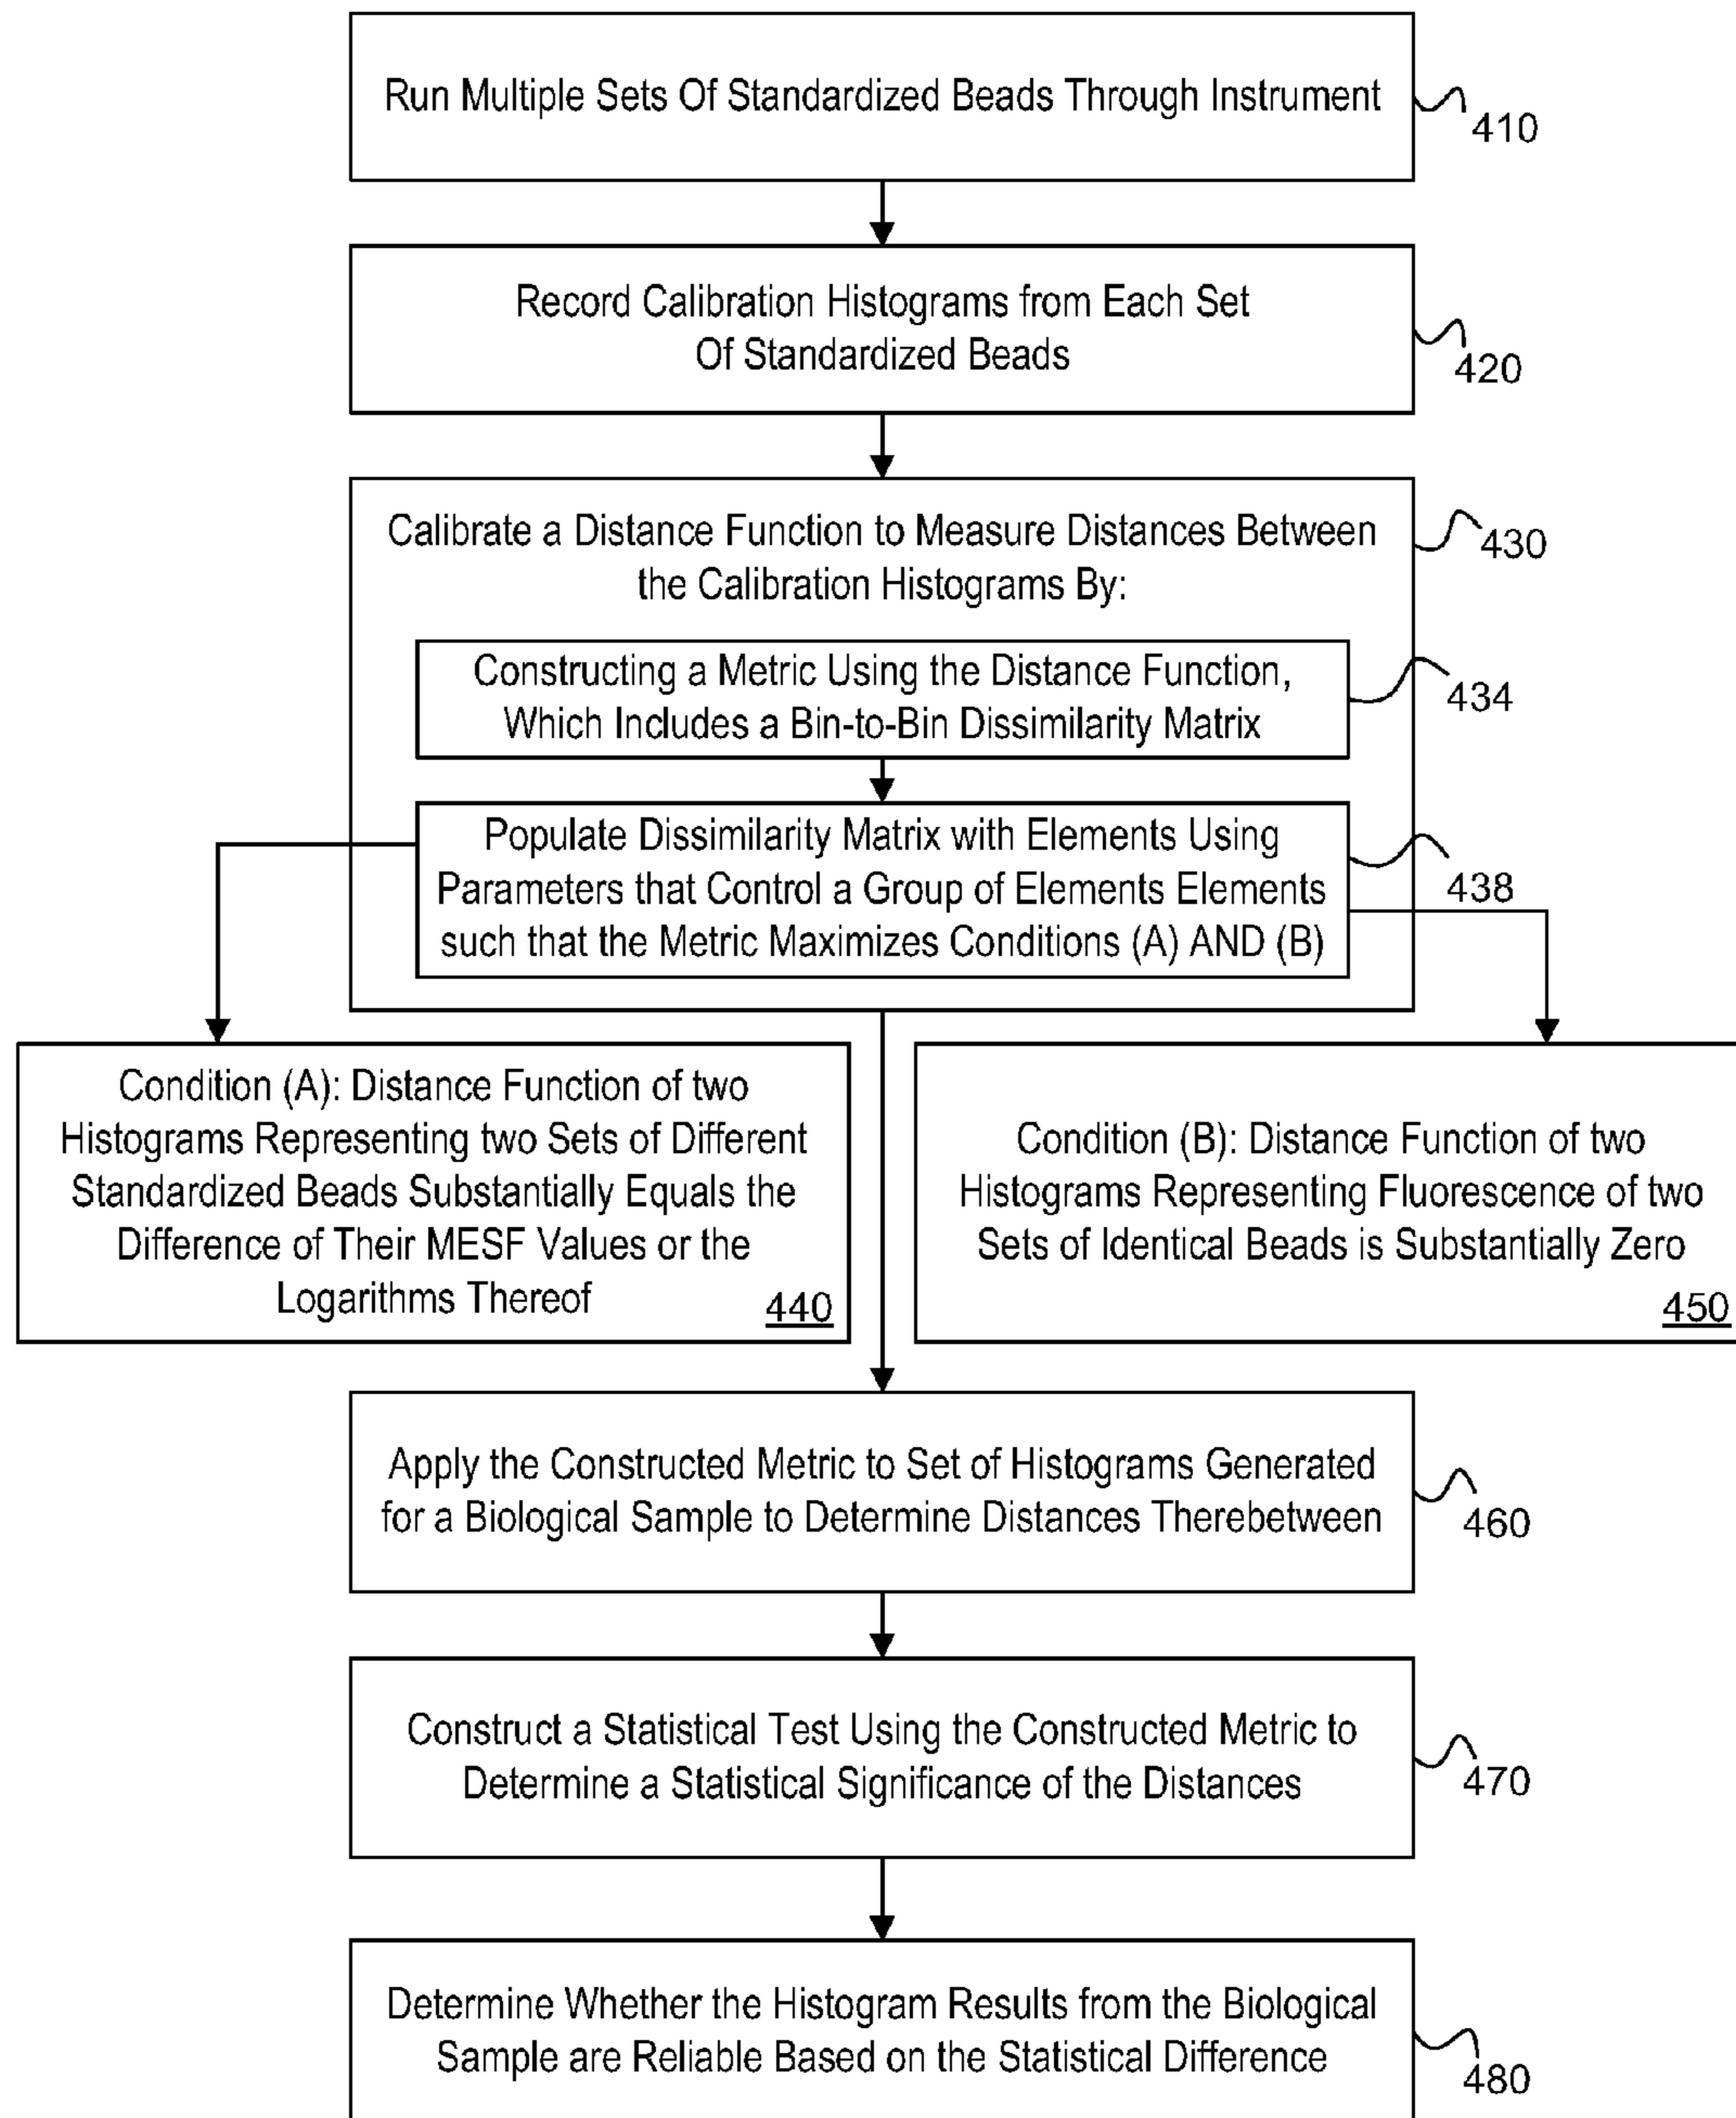 Run Multiple Sets Of Standardized Beads Through Instrument
410
Record Calibration Histograms from Each Set
Of Standardized Beads
420
Calibrate a Distance Function to Measure Distances Between
the Calibration Histograms By:
430
Constructing a Metric Using the Distance Function,
Which Includes a Bin-to-Bin Dissimilarity Matrix
434
Populate Dissimilarity Matrix with Elements Using
Parameters that Control a Group of Elements Elements
such that the Metric Maximizes Conditions (A) AND (B)
438
Condition (A): Distance Function of two
Histograms Representing two Sets of Different
Standardized Beads Substantially Equals the
Difference of Their MESF Values or the
Logarithms Thereof
440
Condition (B): Distance Function of two
Histograms Representing Fluorescence of two
Sets of Identical Beads is Substantially Zero
450
Apply the Constructed Metric to Set of Histograms Generated
for a Biological Sample to Determine Distances Therebetween
460
Construct a Statistical Test Using the Constructed Metric to
Determine a Statistical Significance of the Distances
470
Determine Whether the Histogram Results from the Biological
Sample are Reliable Based on the Statistical Difference
480